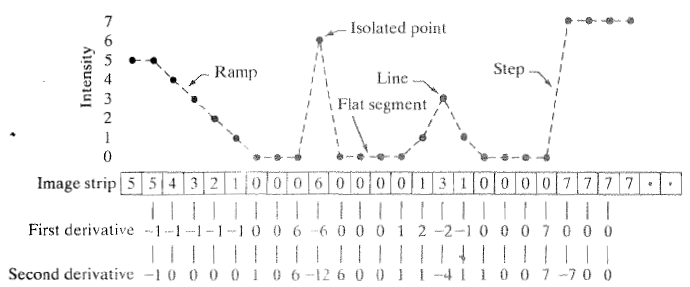 7
6
5
4
3
2
1
0
Intensity
Isolated point
Ramp
Line
Step
Flat segment
Image strip 5 5 4 3 2 1 0 0 0 6 0 0 0 0 1 3 1 0 0 0 0 7 7 7 7 • •
First derivative −1 −1 −1 −1 −1 0 0 6 −6 0 0 0 1 2 −2 −1 0 0 0 7 0 0 0
Second derivative −1 0 0 0 0 1 0 6 −12 6 0 0 1 1 −4 1 1 0 0 7 −7 0 0